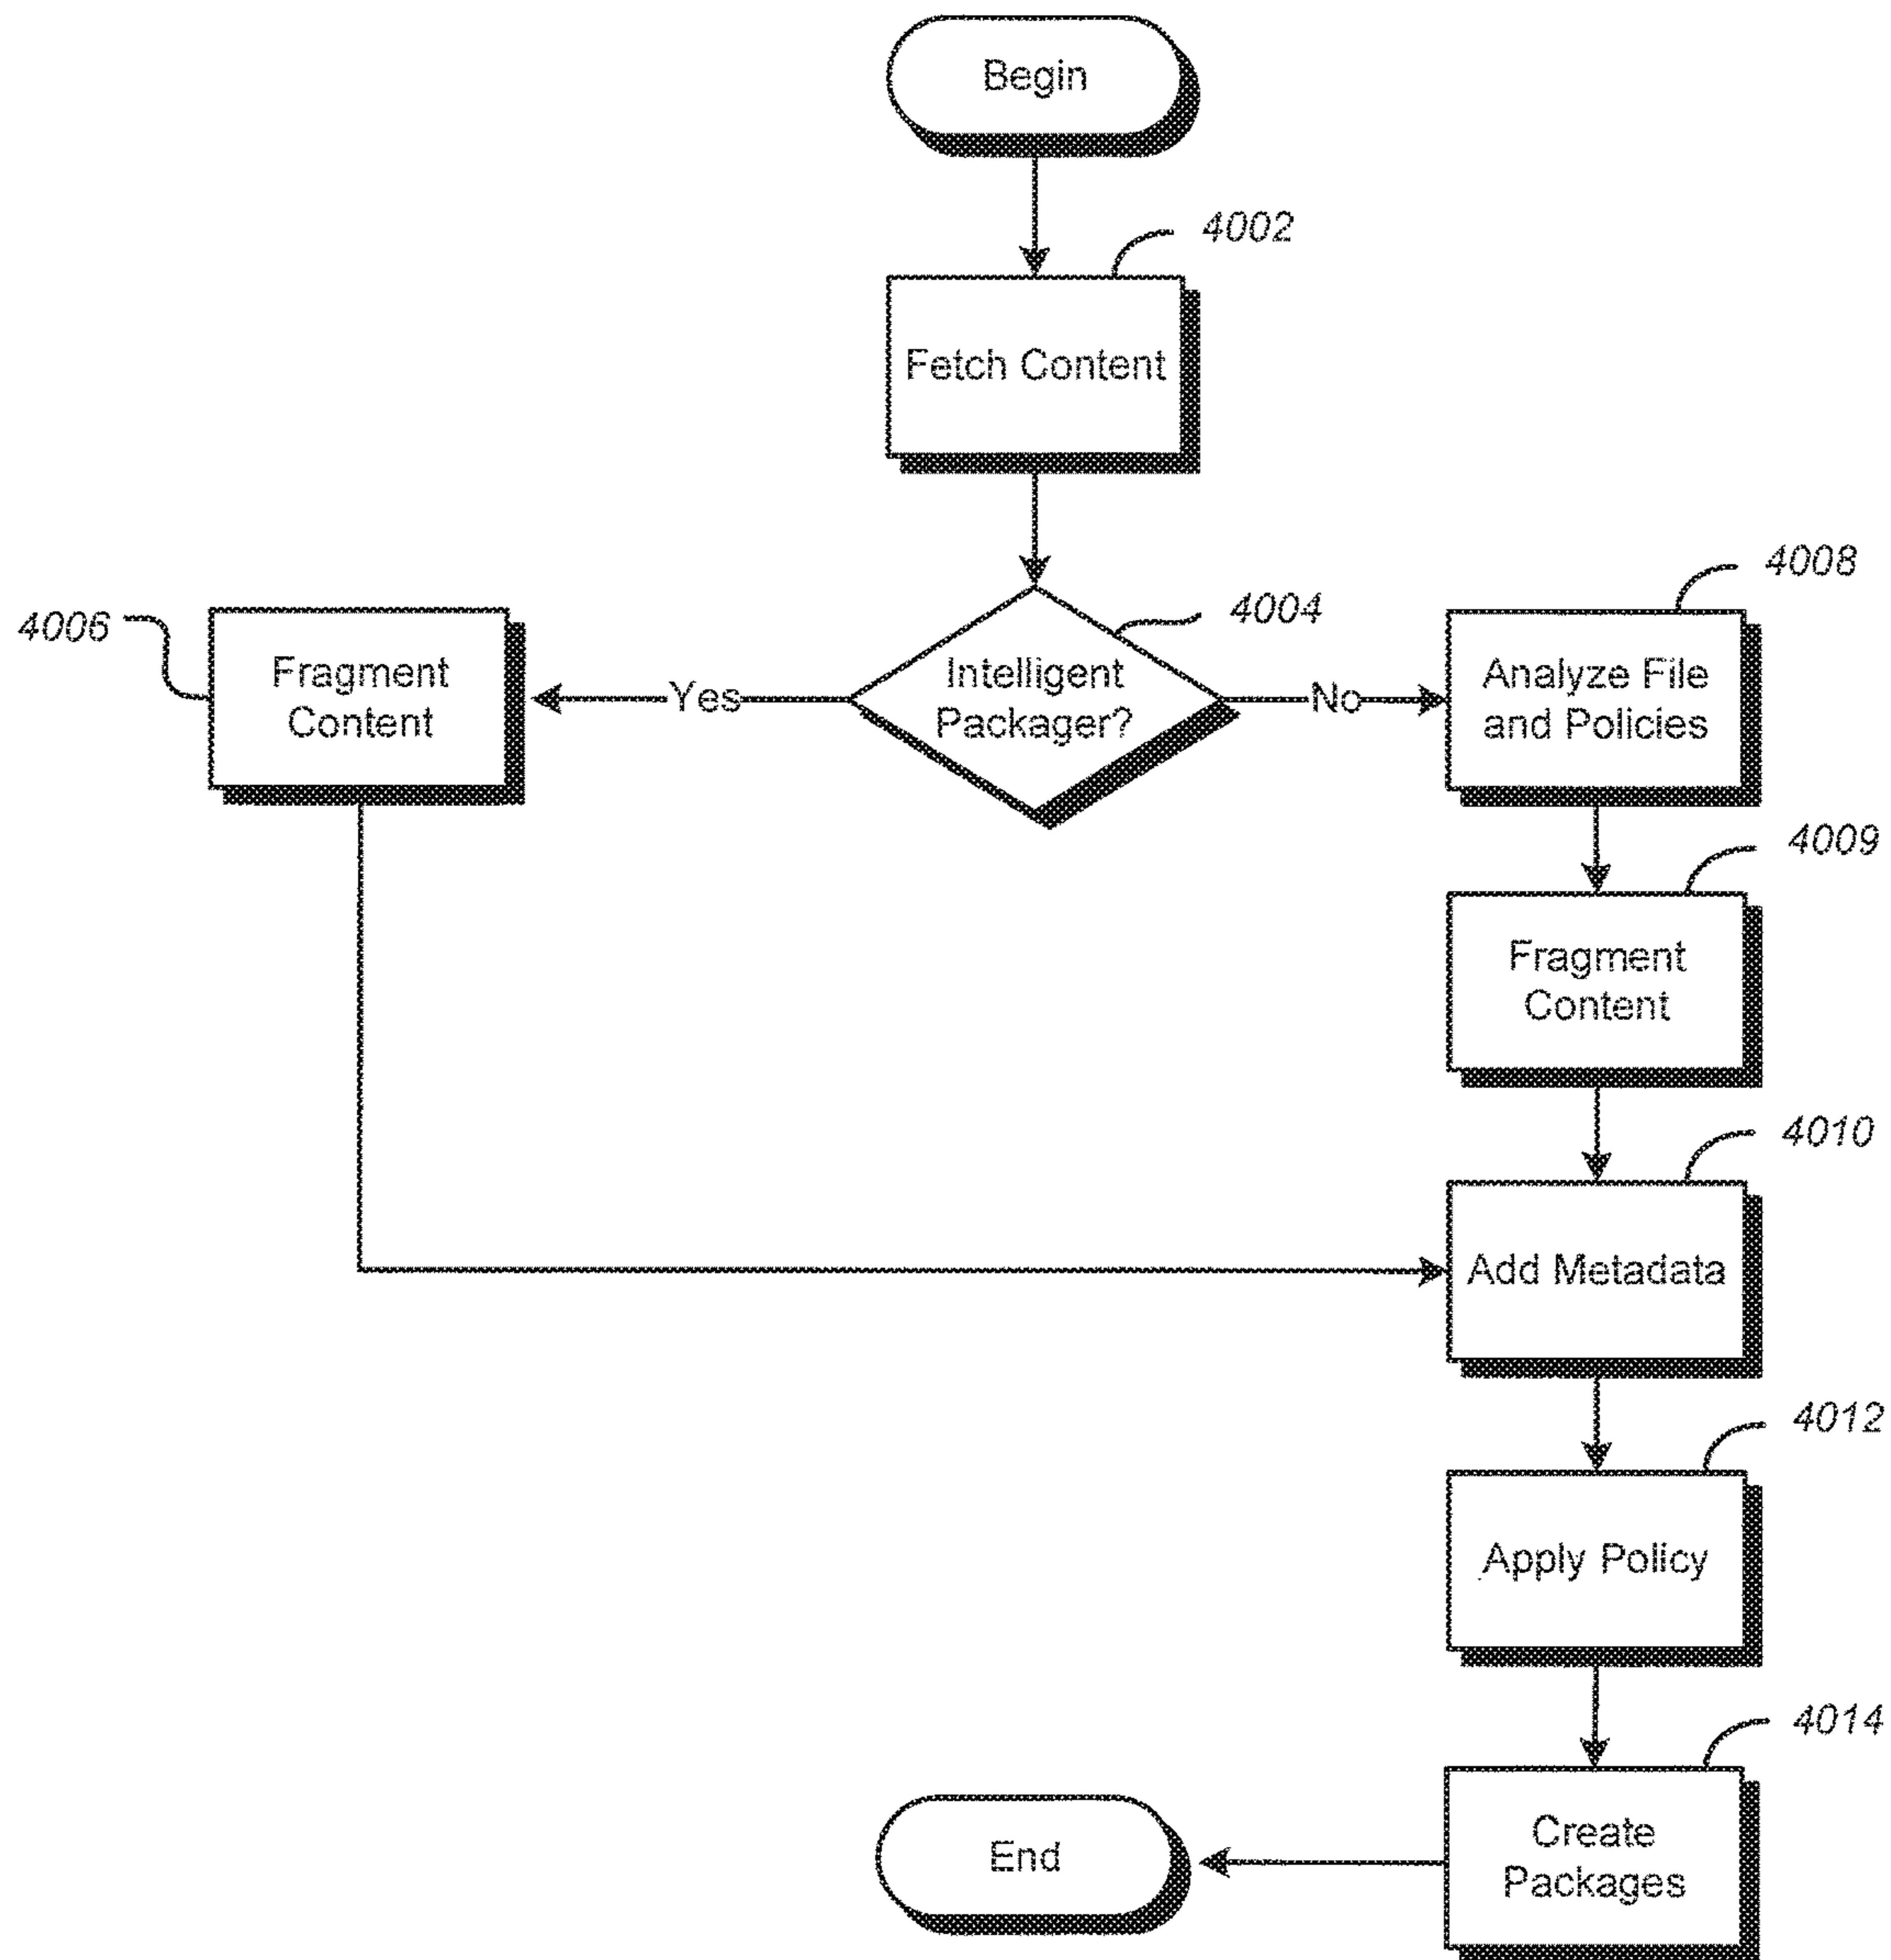 Begin
4002
Fetch Content
4008
4004
4006
Fragment
Content
Yes
Intelligent
Packager?
No
Analyze File
and Policies
4009
Fragment
Content
4010
Add Metadata
4012
Apply Policy
4014
Create
Packages
End